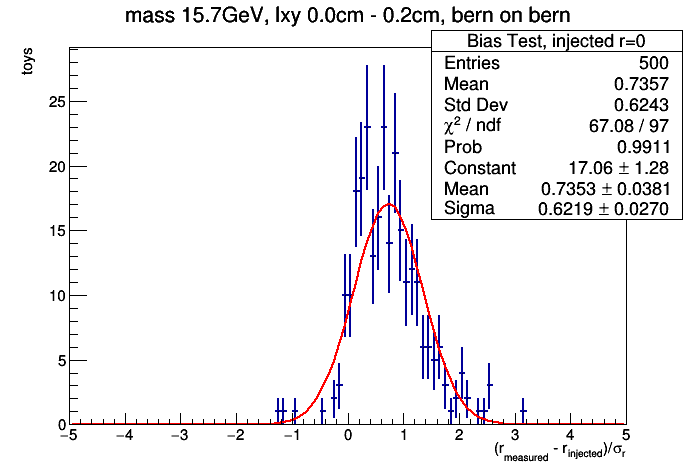 mass 15.7GeV, lxy 0.0cm - 0.2cm, bern on bern
Bias Test, injected r=0
Entries 500
Mean 0.7357
Std Dev 0.6243
χ² / ndf 67.08 / 97
Prob 0.9911
Constant 17.06 ± 1.28
Mean 0.7353 ± 0.0381
Sigma 0.6219 ± 0.0270
toys
25
20
15
10
5
0
−5 −4 −3 −2 −1 0 1 2 3 4 5
(r_measured - r_injected)/σ_r